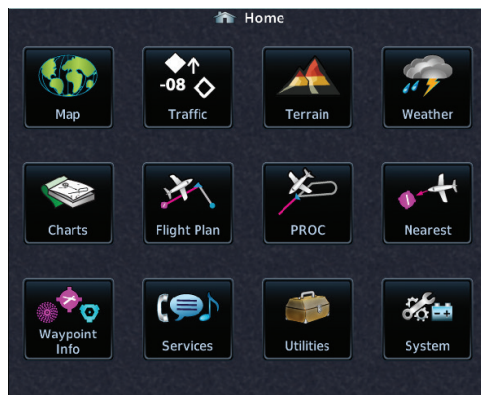 Home
Map
-08
Traffic
Terrain
Weather
Charts
Flight Plan
PROC
Nearest
Waypoint
Info
Services
Utilities
System